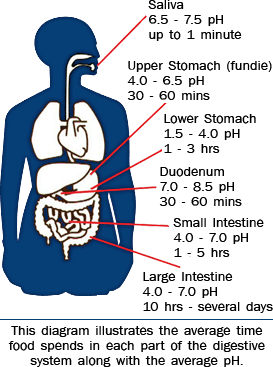 Saliva
6.5 - 7.5 pH
up to 1 minute
Upper Stomach (fundie)
4.0 - 6.5 pH
30 - 60 mins
Lower Stomach
1.5 - 4.0 pH
1 - 3 hrs
Duodenum
7.0 - 8.5 pH
30 - 60 mins
Small Intestine
4.0 - 7.0 pH
1 - 5 hrs
Large Intestine
4.0 - 7.0 pH
10 hrs - several days
This diagram illustrates the average time
food spends in each part of the digestive
system along with the average pH.